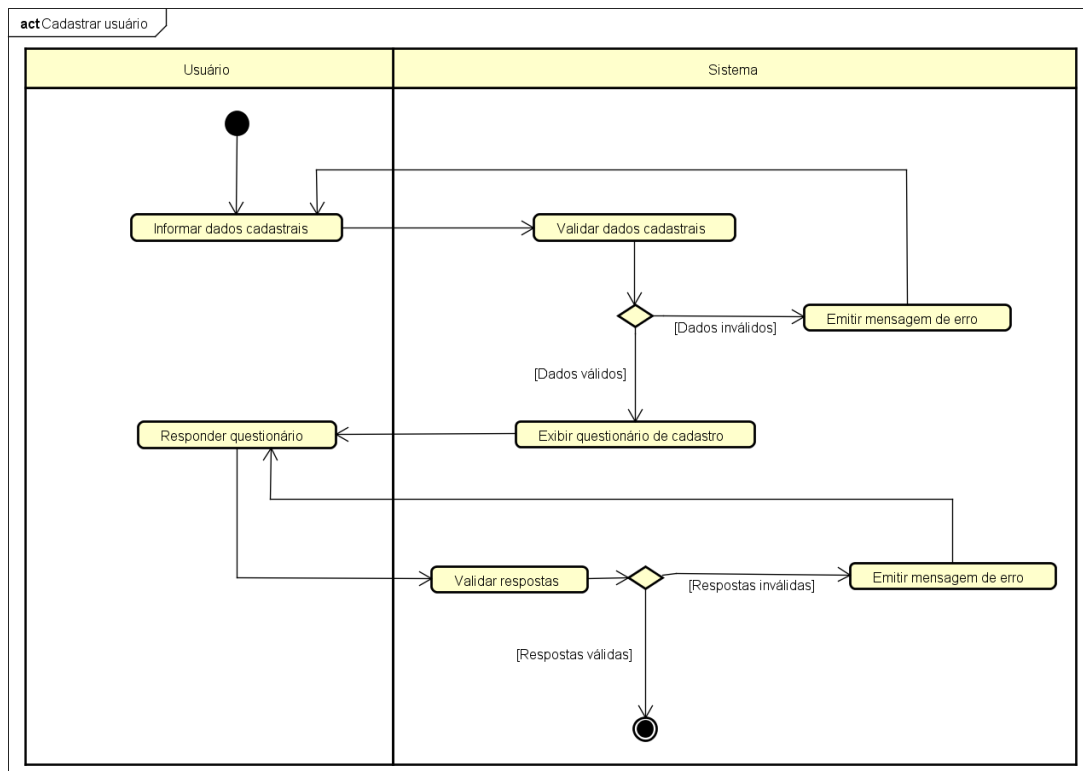 act Cadastrar usuário
Usuário
Sistema
Informar dados cadastrais
Validar dados cadastrais
Emitir mensagem de erro
[Dados inválidos]
[Dados válidos]
Responder questionário
Exibir questionário de cadastro
Validar respostas
Emitir mensagem de erro
[Respostas inválidas]
[Respostas válidas]